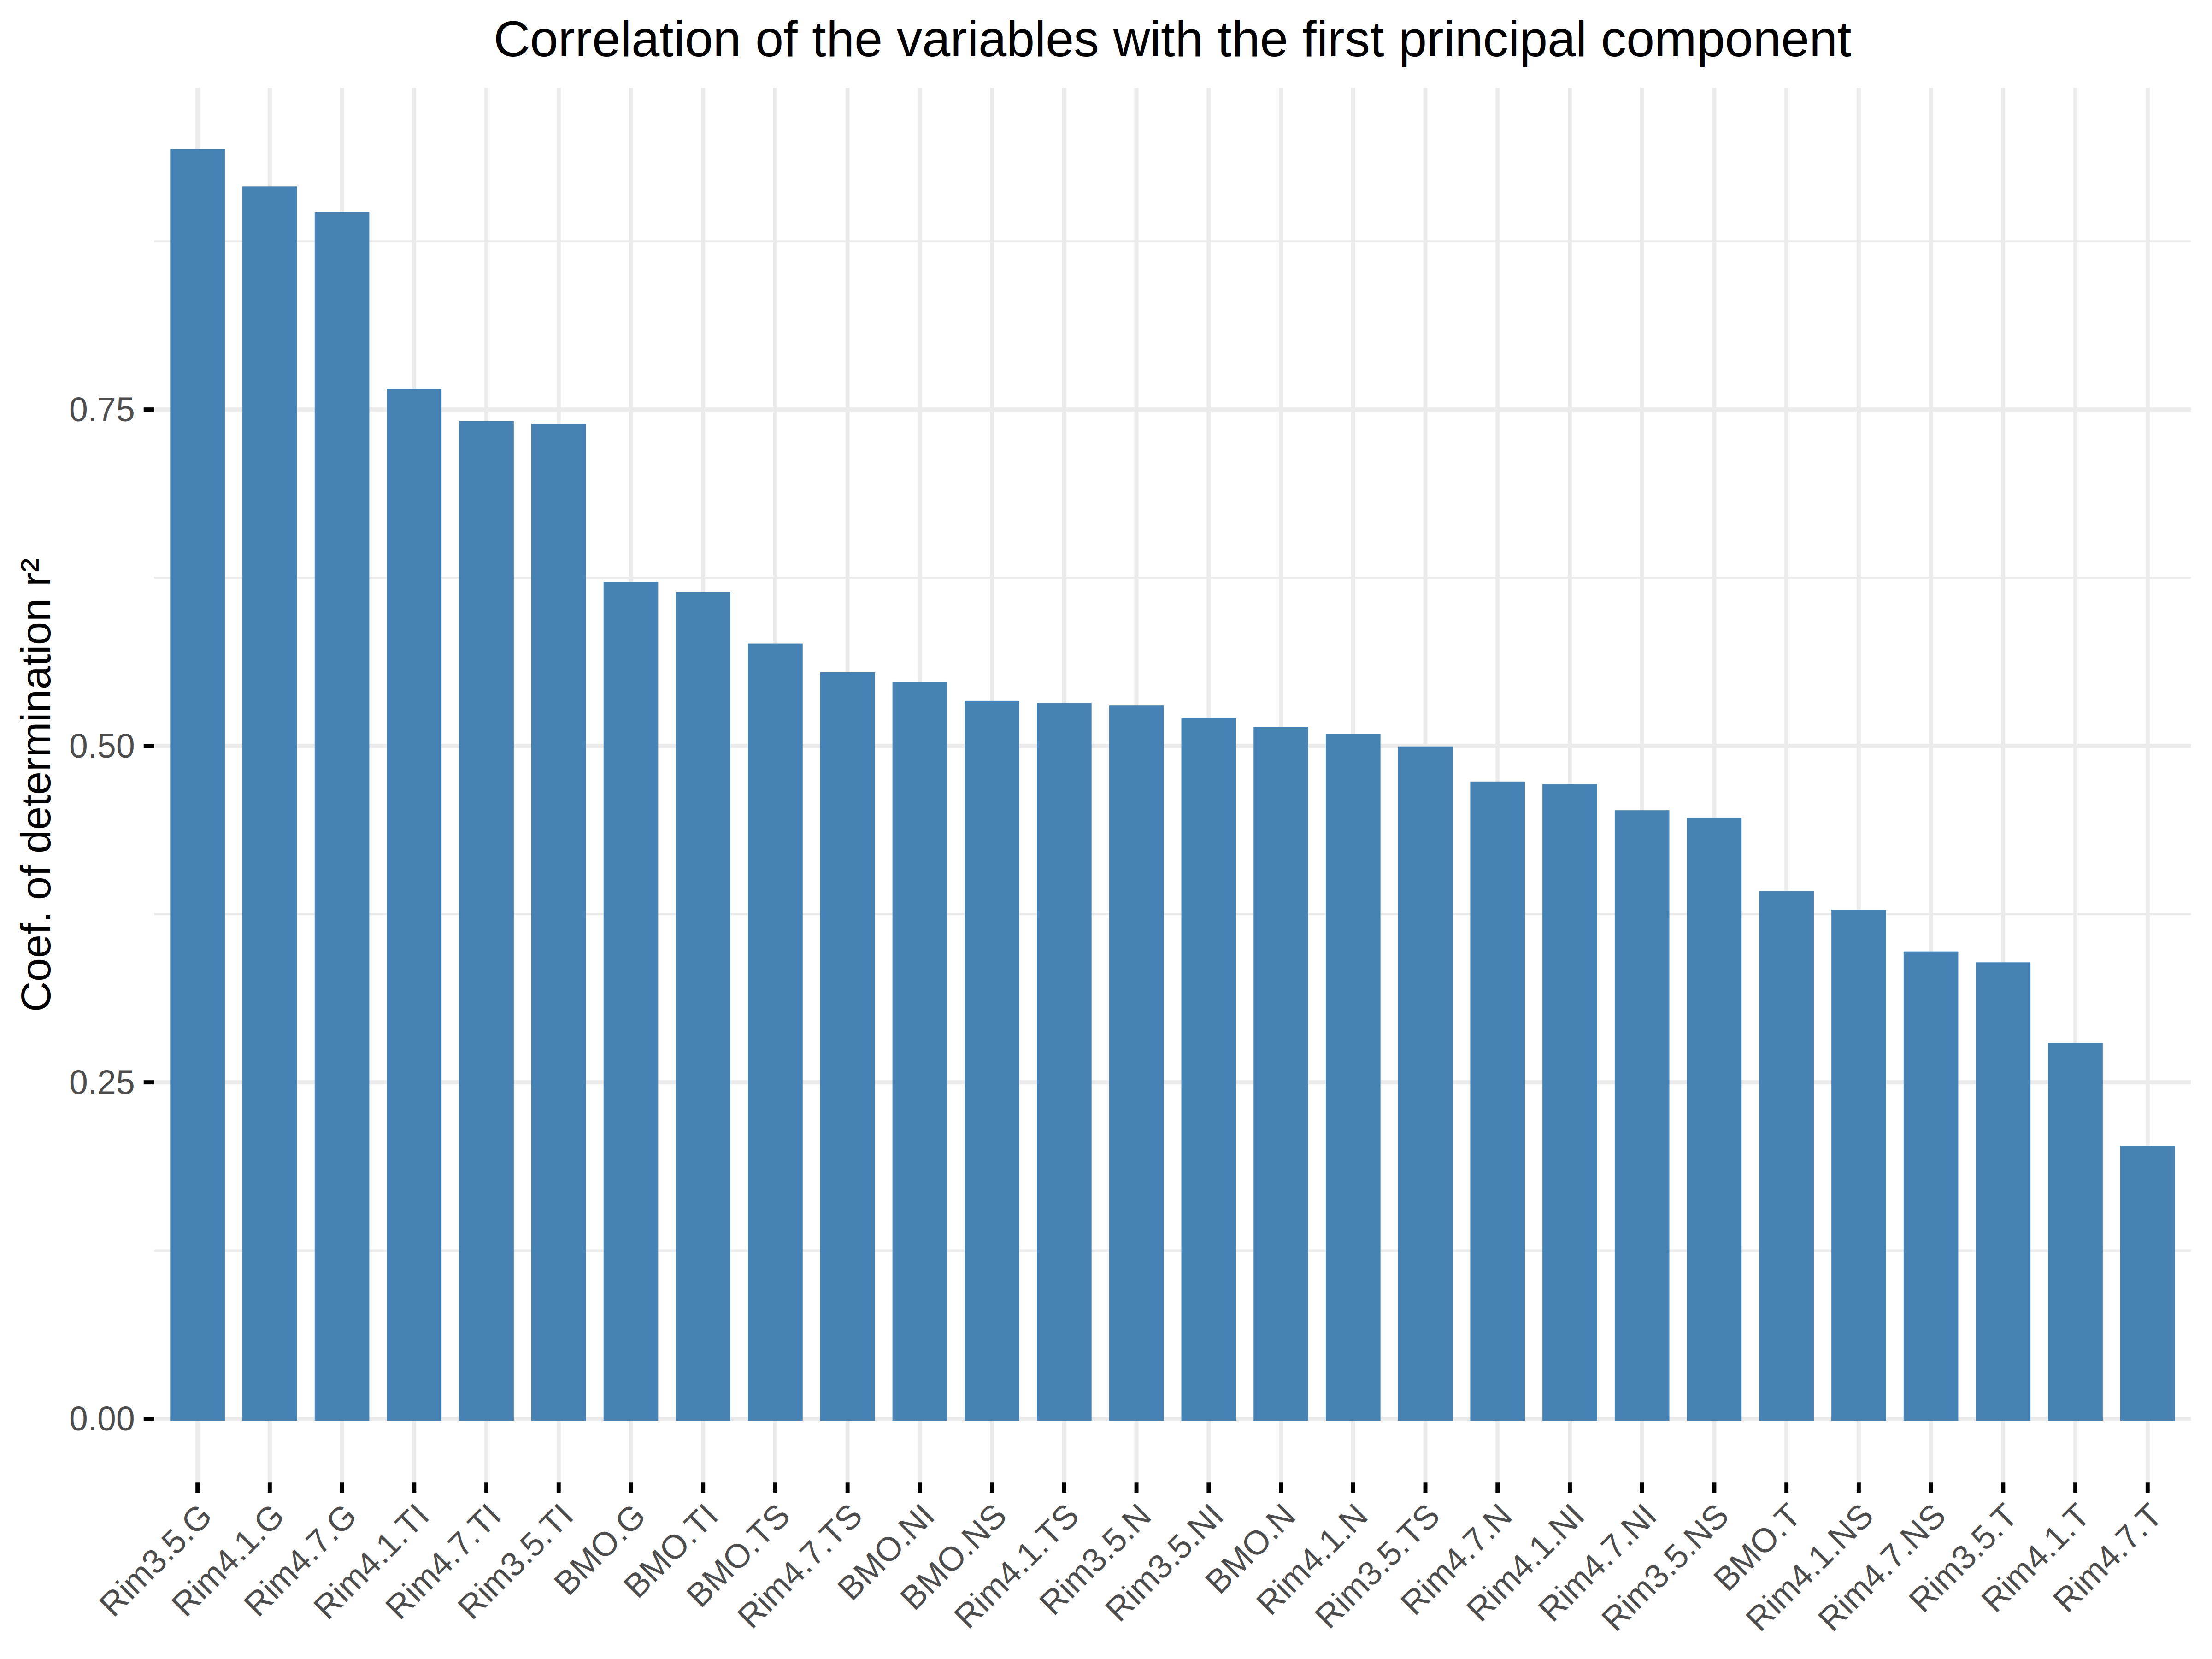 Correlation of the variables with the first principal component
Coef. of determination r²
0.75
0.50
0.25
0.00
Rim3.5.G
Rim4.1.G
Rim4.7.G
Rim4.1.TI
Rim4.7.TI
Rim3.5.TI
BMO.G
BMO.TI
BMO.TS
Rim4.7.TS
BMO.NI
BMO.NS
Rim4.1.TS
Rim3.5.N
Rim3.5.NI
BMO.N
Rim4.1.N
Rim3.5.TS
Rim4.7.N
Rim4.1.NI
Rim4.7.NI
Rim3.5.NS
BMO.T
Rim4.1.NS
Rim4.7.NS
Rim3.5.T
Rim4.1.T
Rim4.7.T